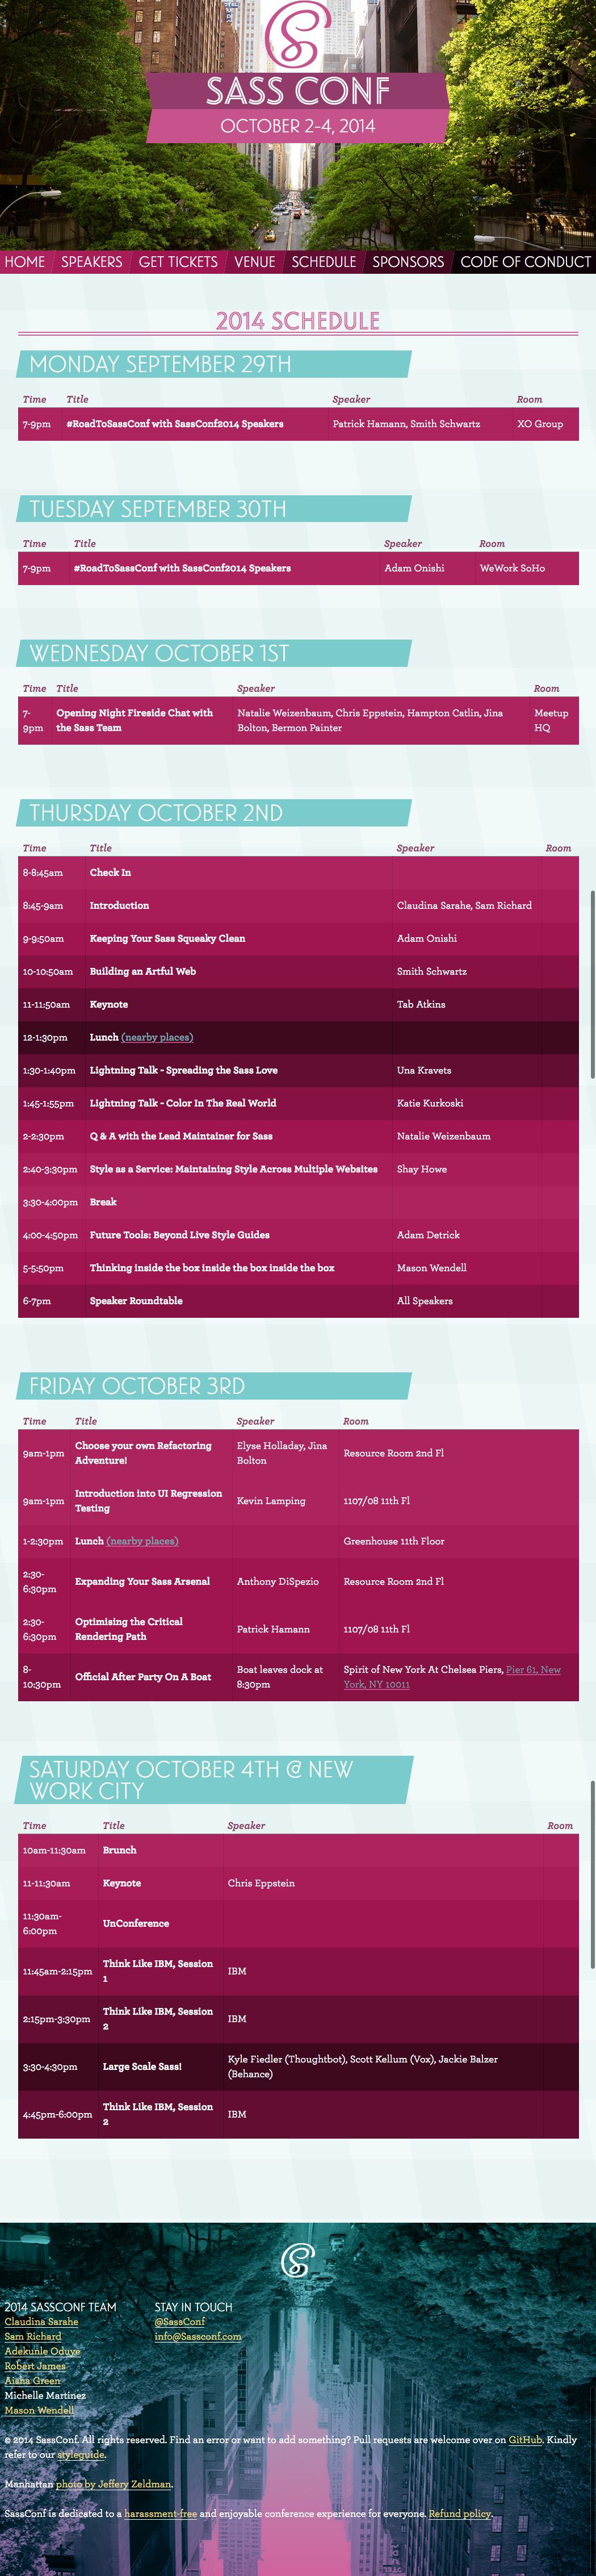 SASS CONF
OCTOBER 2-4, 2014
HOME SPEAKERS GET TICKETS VENUE SCHEDULE SPONSORS CODE OF CONDUCT
2014 SCHEDULE
MONDAY SEPTEMBER 29TH
Time Title Speaker Room
7-9pm #RoadToSassConf with SassConf2014 Speakers Patrick Hamann, Smith Schwartz XO Group
TUESDAY SEPTEMBER 30TH
Time Title Speaker Room
7-9pm #RoadToSassConf with SassConf2014 Speakers Adam Onishi WeWork SoHo
WEDNESDAY OCTOBER 1ST
Time Title Speaker Room
7- Opening Night Fireside Chat with Natalie Weizenbaum, Chris Eppstein, Hampton Catlin, Jina Meetup
9pm the Sass Team Bolton, Bermon Painter HQ
THURSDAY OCTOBER 2ND
Time Title Speaker Room
8-8:45am Check In
8:45-9am Introduction Claudina Sarahe, Sam Richard
9-9:50am Keeping Your Sass Squeaky Clean Adam Onishi
10-10:50am Building an Artful Web Smith Schwartz
11-11:50am Keynote Tab Atkins
12-1:30pm Lunch (nearby places)
1:30-1:40pm Lightning Talk - Spreading the Sass Love Una Kravets
1:45-1:55pm Lightning Talk - Color In The Real World Katie Kurkoski
2-2:30pm Q & A with the Lead Maintainer for Sass Natalie Weizenbaum
2:40-3:30pm Style as a Service: Maintaining Style Across Multiple Websites Shay Howe
3:30-4:00pm Break
4:00-4:50pm Future Tools: Beyond Live Style Guides Adam Detrick
5-5:50pm Thinking inside the box inside the box inside the box Mason Wendell
6-7pm Speaker Roundtable All Speakers
FRIDAY OCTOBER 3RD
Time Title Speaker Room
9am-1pm Choose your own Refactoring Elyse Holladay, Jina Resource Room 2nd Fl
Adventure! Bolton
9am-1pm Introduction into UI Regression Kevin Lamping 1107/08 11th Fl
Testing
1-2:30pm Lunch (nearby places) Greenhouse 11th Floor
2:30- Expanding Your Sass Arsenal Anthony DiSpezio Resource Room 2nd Fl
6:30pm
2:30- Optimising the Critical Patrick Hamann 1107/08 11th Fl
6:30pm Rendering Path
8- Official After Party On A Boat Boat leaves dock at Spirit of New York At Chelsea Piers, Pier 61, New
10:30pm 8:30pm York, NY 10011
SATURDAY OCTOBER 4TH @ NEW
WORK CITY
Time Title Speaker Room
10am-11:30am Brunch
11-11:30am Keynote Chris Eppstein
11:30am- UnConference
6:00pm
11:45am-2:15pm Think Like IBM, Session IBM
1
2:15pm-3:30pm Think Like IBM, Session IBM
2
3:30-4:30pm Large Scale Sass! Kyle Fiedler (Thoughtbot), Scott Kellum (Vox), Jackie Balzer
(Behance)
4:45pm-6:00pm Think Like IBM, Session IBM
2
2014 SASSCONF TEAM STAY IN TOUCH
Claudina Sarahe @SassConf
Sam Richard info@Sassconf.com
Adekunle Oduye
Robert James
Aisha Green
Michelle Martinez
Mason Wendell
© 2014 SassConf. All rights reserved. Find an error or want to add something? Pull requests are welcome over on GitHub. Kindly
refer to our styleguide.
Manhattan photo by Jeffery Zeldman.
SassConf is dedicated to a harassment-free and enjoyable conference experience for everyone. Refund policy.